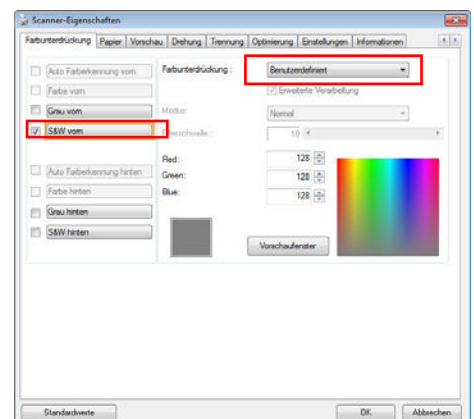 Scanner-Eigenschaften
Farbunterdrückung Papier Vorschau Drehung Trennung Optimierung Einstellungen Informationen
Auto Farberkennung vorn
Farbe vorn
Grau vorn
S&W vorn
Auto Farberkennung hinten
Farbe hinten
Grau hinten
S&W hinten
Farbunterdrückung :
Benutzerdefiniert
Erweiterte Verarbeitung
Modus:
Normal
10
Red:
128
Green:
128
Blue:
128
Vorschaufenster
Standardwerte
OK
Abbrechen